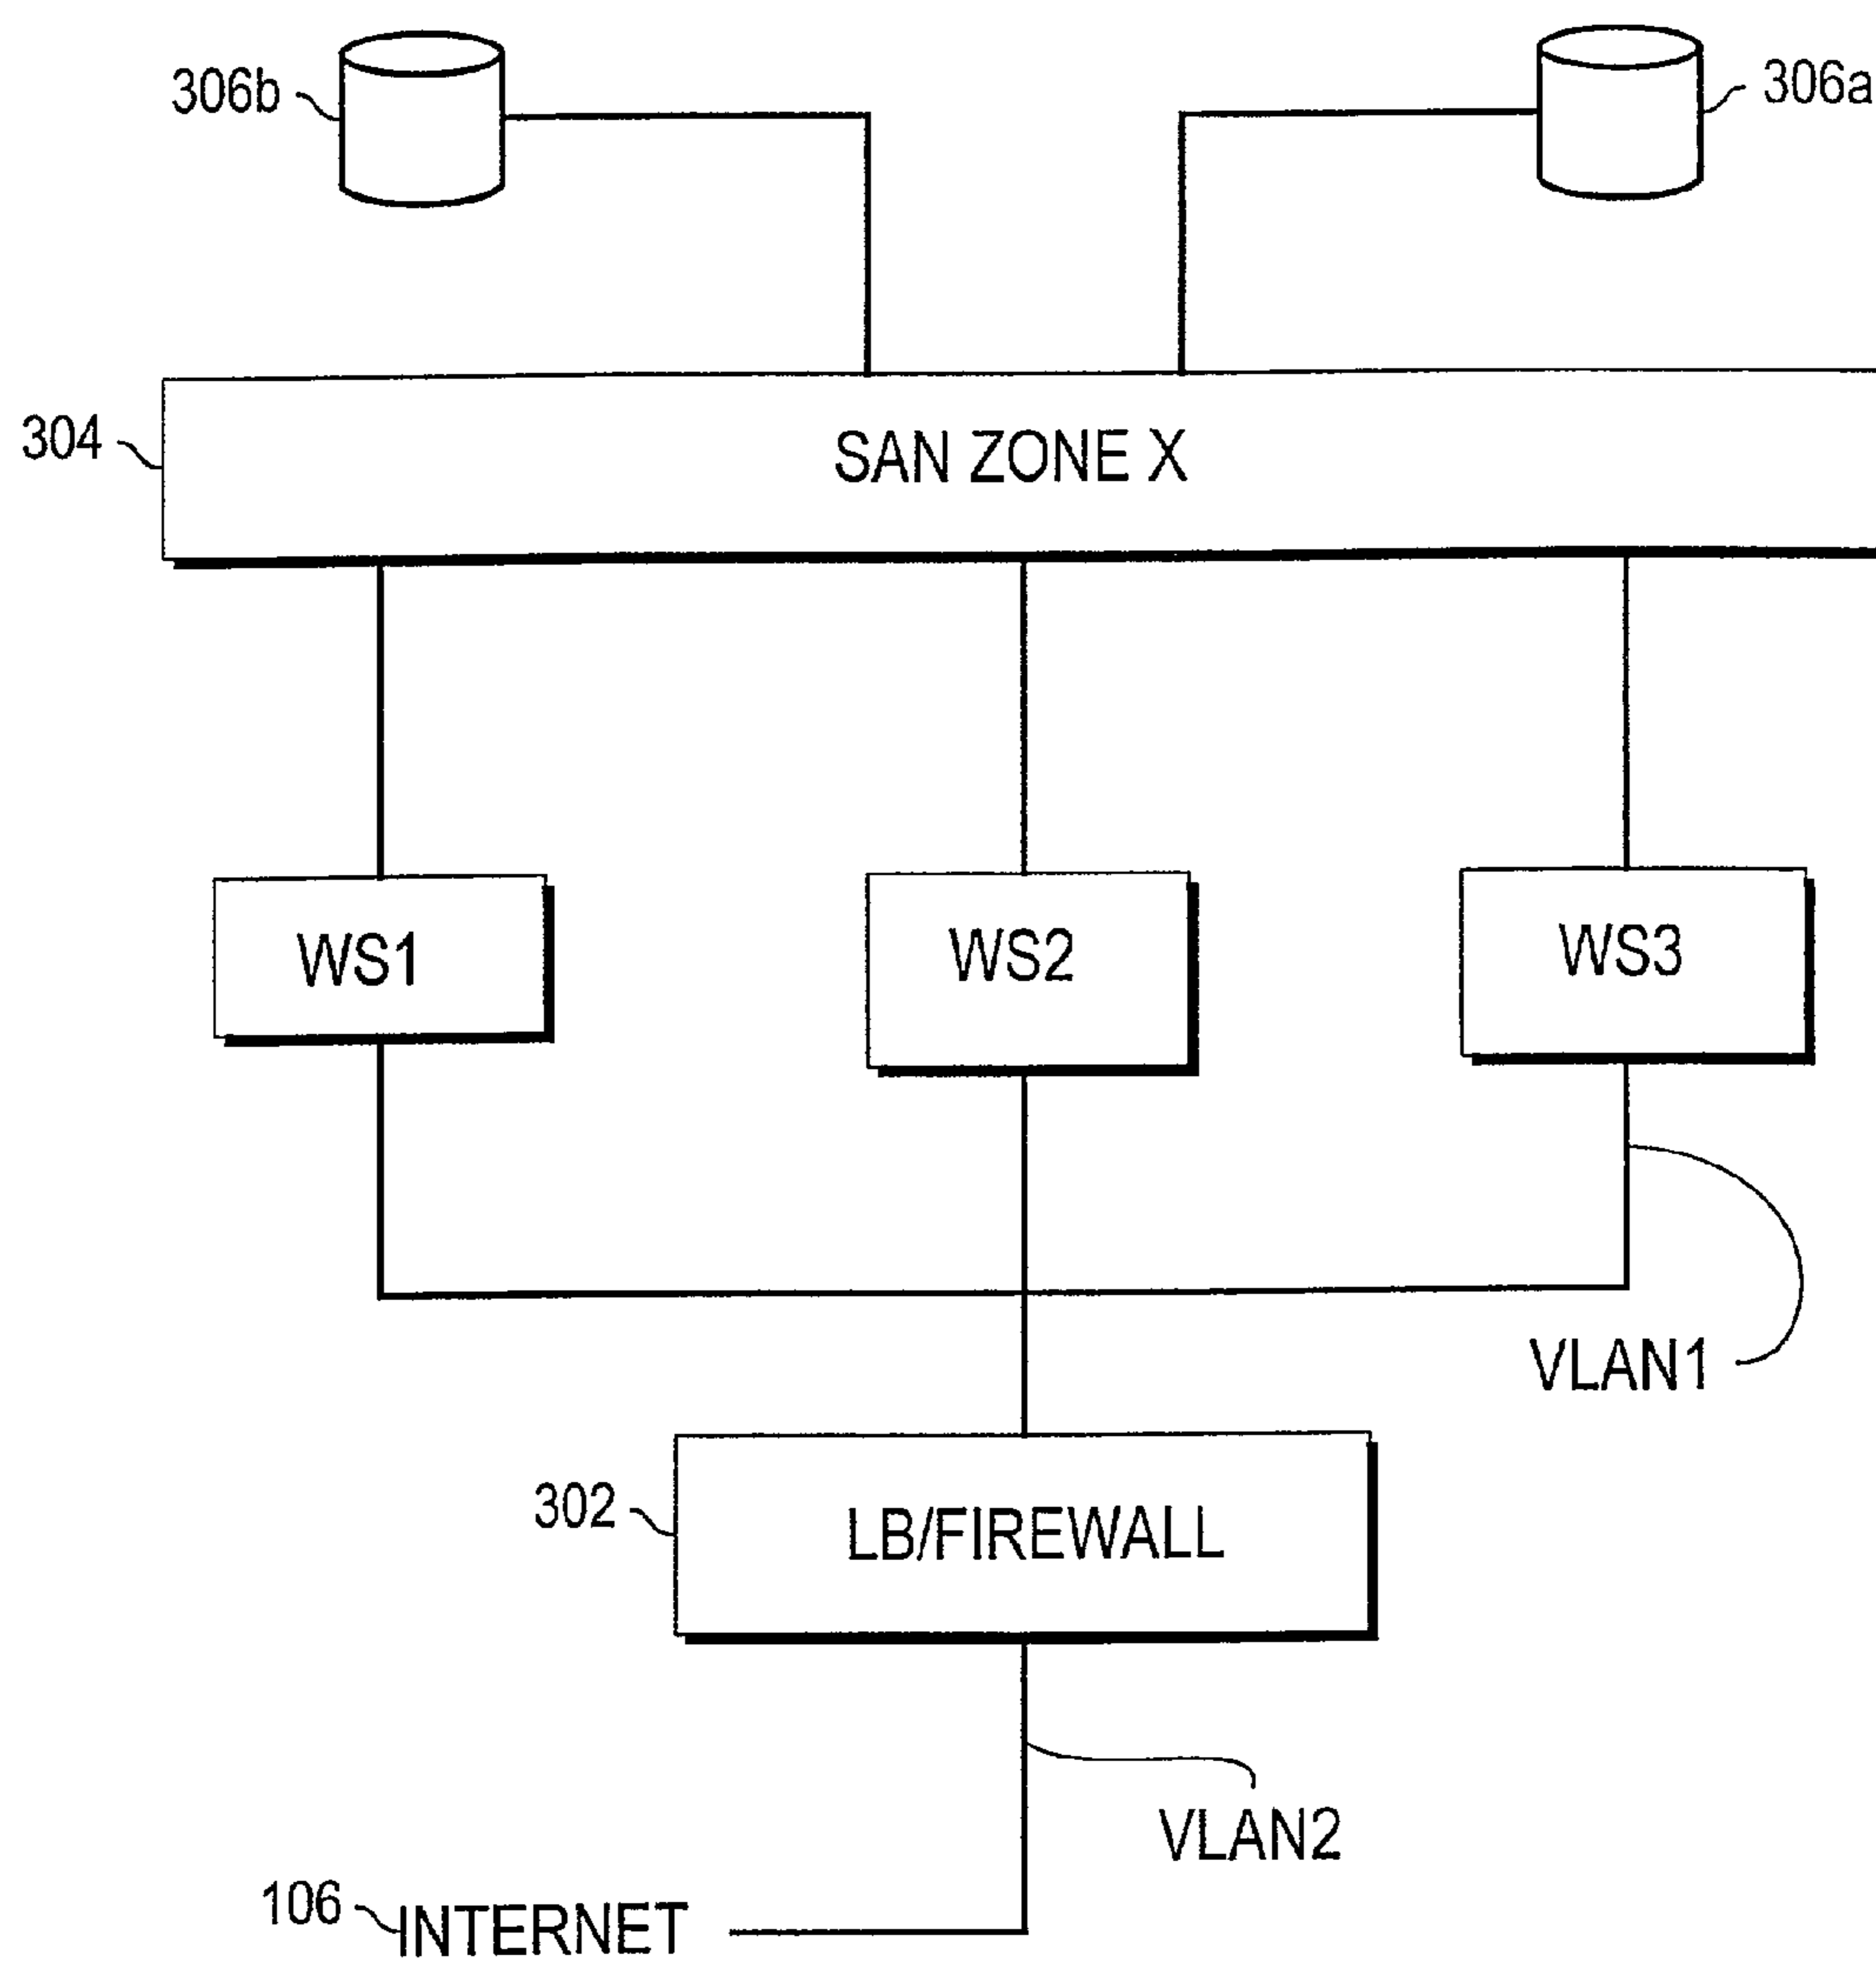 306b
306a
304
SAN ZONE X
WS1
WS2
WS3
VLAN1
302
LB/FIREWALL
VLAN2
106
INTERNET